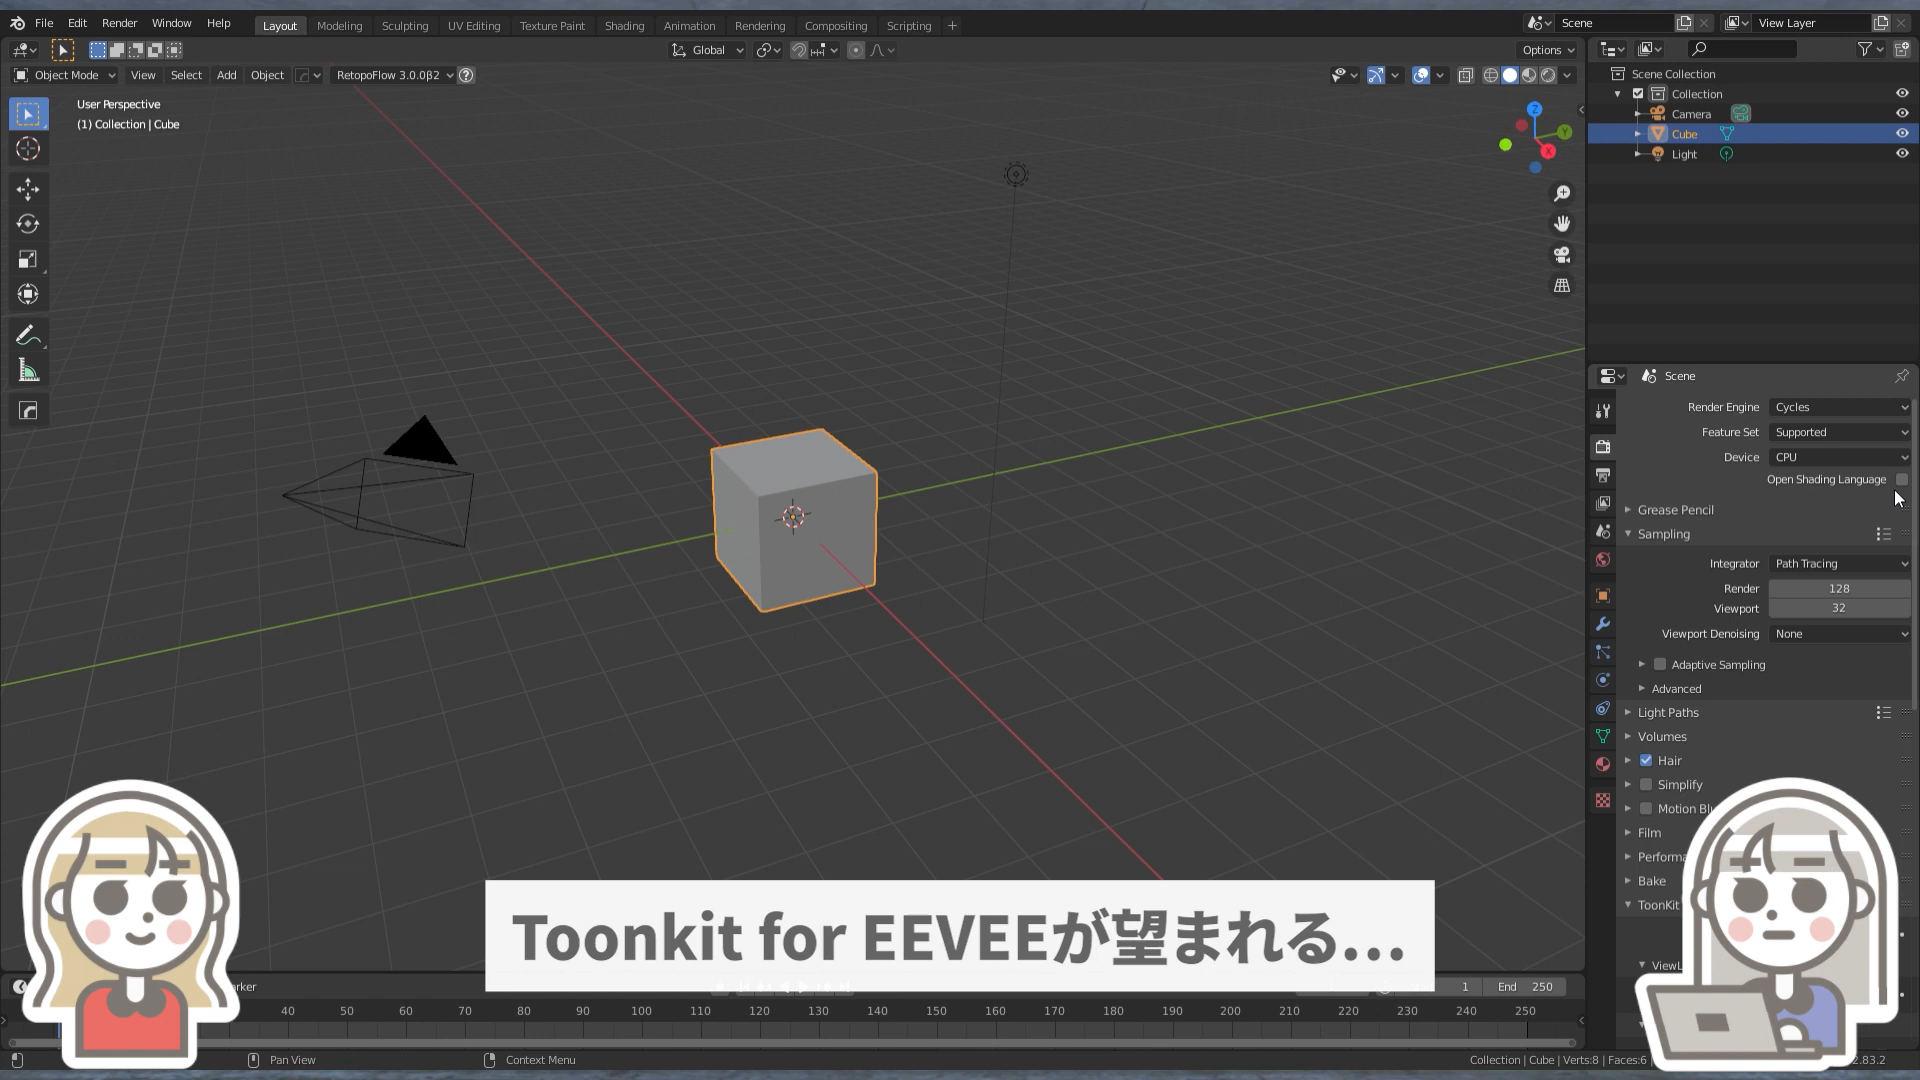 File Edit Render Window Help Layout Modeling Sculpting UV Editing Texture Paint Shading Animation Rendering Compositing Scripting + Scene View Layer
Global Options
Object Mode View Select Add Object RetopoFlow 3.0.0β2
User Perspective
(1) Collection | Cube
Z
Y
X
Scene Collection
Collection
Camera
Cube
Light
Scene
Render Engine Cycles
Feature Set Supported
Device CPU
Open Shading Language
Grease Pencil
Sampling
Integrator Path Tracing
Render 128
Viewport 32
Viewport Denoising None
Adaptive Sampling
Advanced
Light Paths
Volumes
Hair
Simplify
Motion Bl
Film
Performa
Bake
ToonKit
ViewL
Toonkit for EEVEEが望まれる...
arker 1 End 250
40 50 60 70 80 90 100 110 120 130 140 150 160 170 180 190 200 210 220 230 240 250
Pan View Context Menu Collection | Cube | Verts:8 | Faces:6 2.83.2